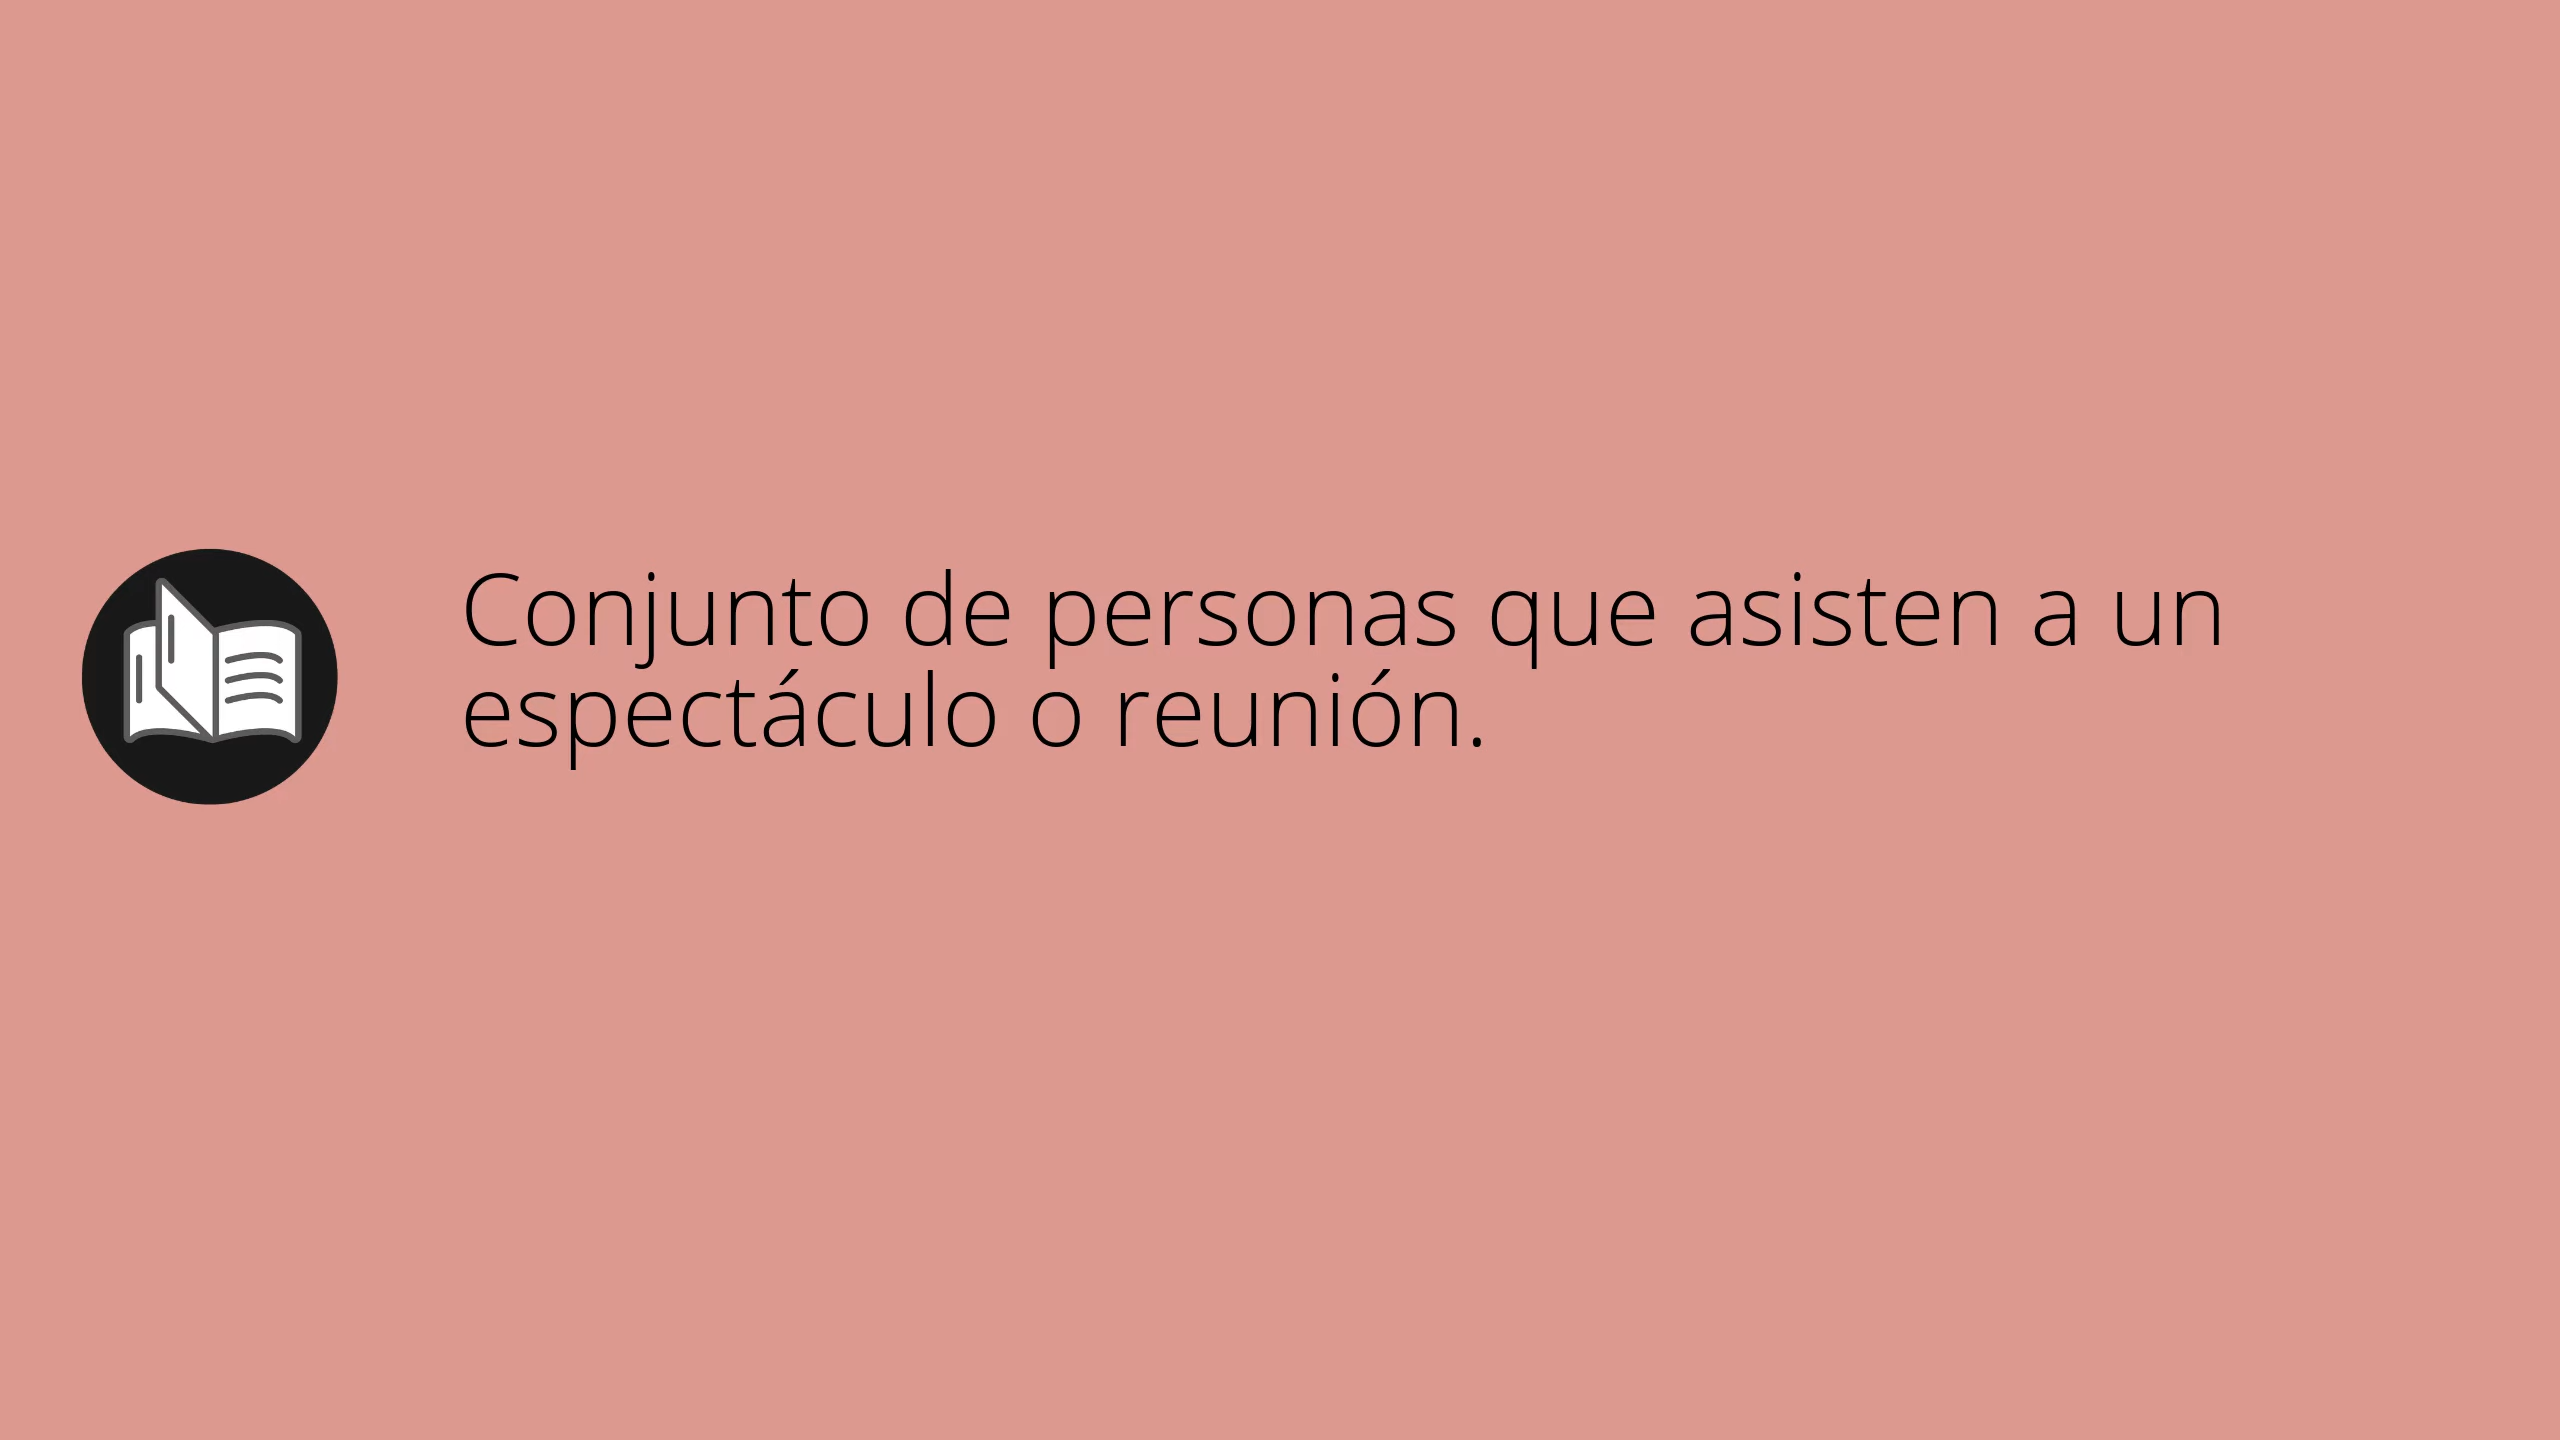 Conjunto de personas que asisten a un
espectáculo o reunión.